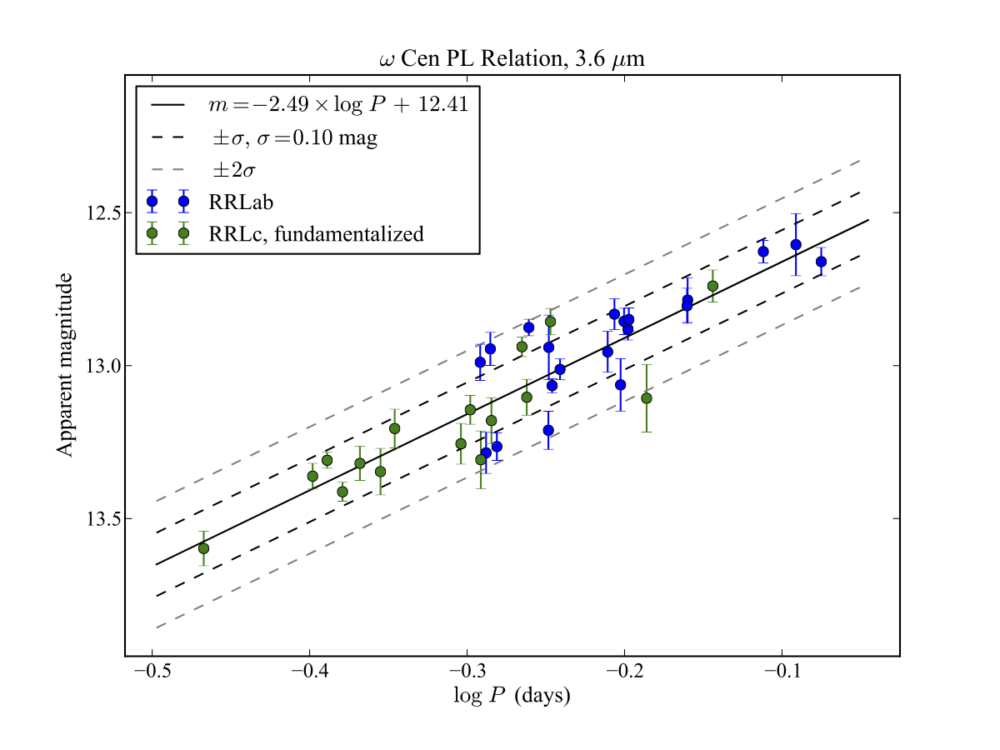 ω Cen PL Relation, 3.6 μm
m=−2.49×log P + 12.41
±σ, σ=0.10 mag
±2σ
RRLab
RRLc, fundamentalized
Apparent magnitude
12.5
13.0
13.5
−0.5 −0.4 −0.3 −0.2 −0.1
log P (days)